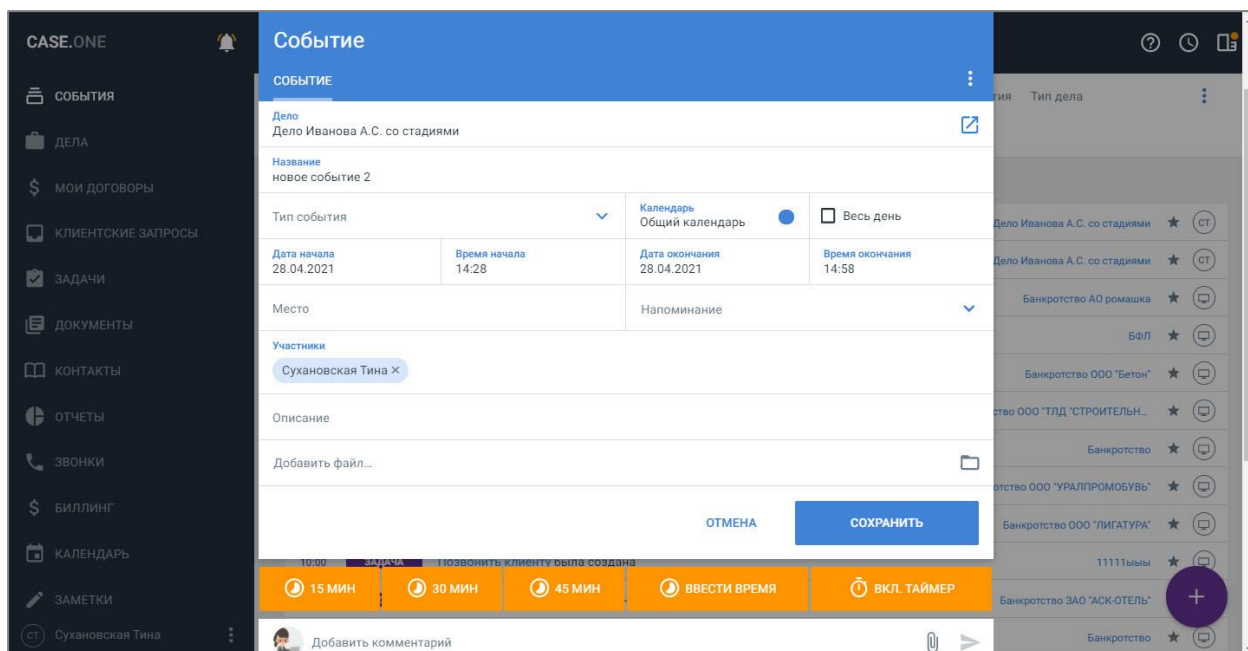 CASE.ONE
СОБЫТИЯ
ДЕЛА
МОИ ДОГОВОРЫ
КЛИЕНТСКИЕ ЗАПРОСЫ
ЗАДАЧИ
ДОКУМЕНТЫ
КОНТАКТЫ
ОТЧЕТЫ
ЗВОНКИ
БИЛЛИНГ
КАЛЕНДАРЬ
ЗАМЕТКИ
СТ Сухановская Тина
Событие
СОБЫТИЕ
Дело
Дело Иванова А.С. со стадиями
Название
новое событие 2
Тип события
Календарь
Общий календарь
Весь день
Дата начала
28.04.2021
Время начала
14:28
Дата окончания
28.04.2021
Время окончания
14:58
Место
Напоминание
Участники
Сухановская Тина ×
Описание
Добавить файл...
ОТМЕНА
СОХРАНИТЬ
10:00 ЗАДАЧА Позвонить клиенту была создана
15 МИН
30 МИН
45 МИН
ВВЕСТИ ВРЕМЯ
ВКЛ. ТАЙМЕР
Добавить комментарий
тия Тип дела
Дело Иванова А.С. со стадиями СТ
Дело Иванова А.С. со стадиями СТ
Банкротство АО ромашка
БФЛ
Банкротство ООО "Бетон"
ство ООО "ТЛД "СТРОИТЕЛЬН...
Банкротство
отство ООО "УРАЛПРОМОБУВЬ"
Банкротство ООО "ЛИГАТУРА"
11111ыыы
Банкротство ЗАО "АСК-ОТЕЛЬ"
Банкротство